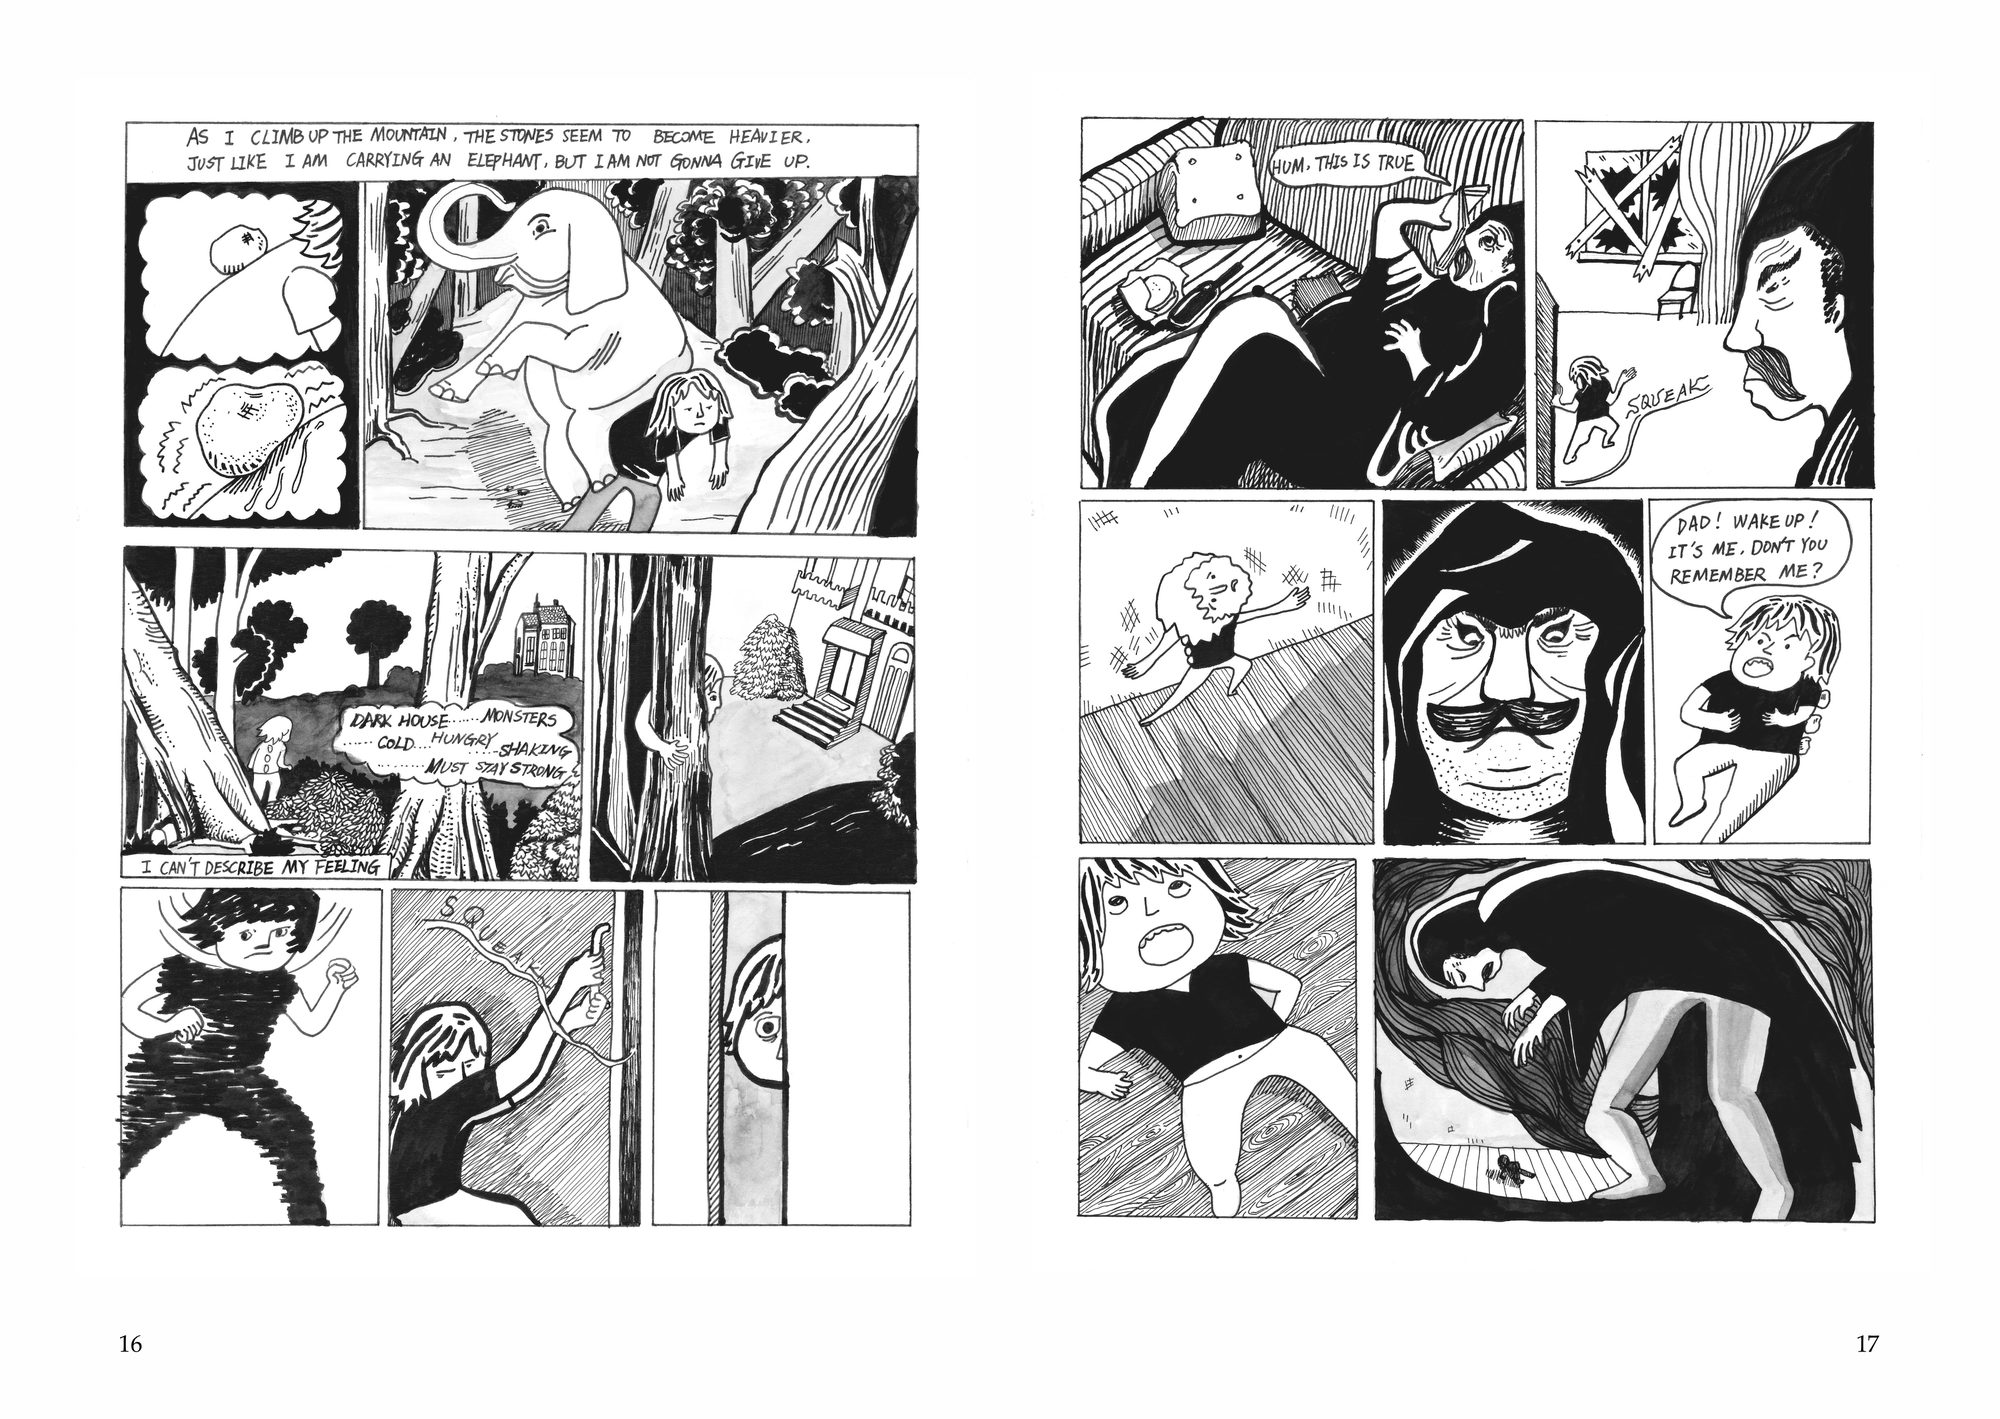 AS I CLIMB UP THE MOUNTAIN, THE STONES SEEM TO BECOME HEAVIER,
JUST LIKE I AM CARRYING AN ELEPHANT, BUT I AM NOT GONNA GIVE UP.
DARK HOUSE......MONSTERS
.....COLD....HUNGRY
..........SHAKING
........MUST STAY STRONG
I CAN'T DESCRIBE MY FEELING
SQUEAK
16
HUM, THIS IS TRUE
SQUEAK
DAD! WAKE UP!
IT'S ME, DON'T YOU
REMEMBER ME?
17